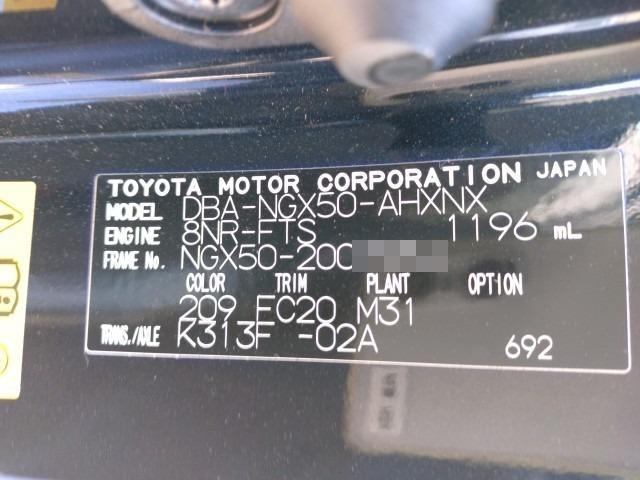 TOYOTA MOTOR CORPORATION JAPAN
MODEL DBA-NGX50-AHXNX
ENGINE 8NR-FTS 1196 mL
FRAME No. NGX50-200
COLOR TRIM PLANT OPTION
209 FC20 M31
TRANS./AXLE K313F -02A
692